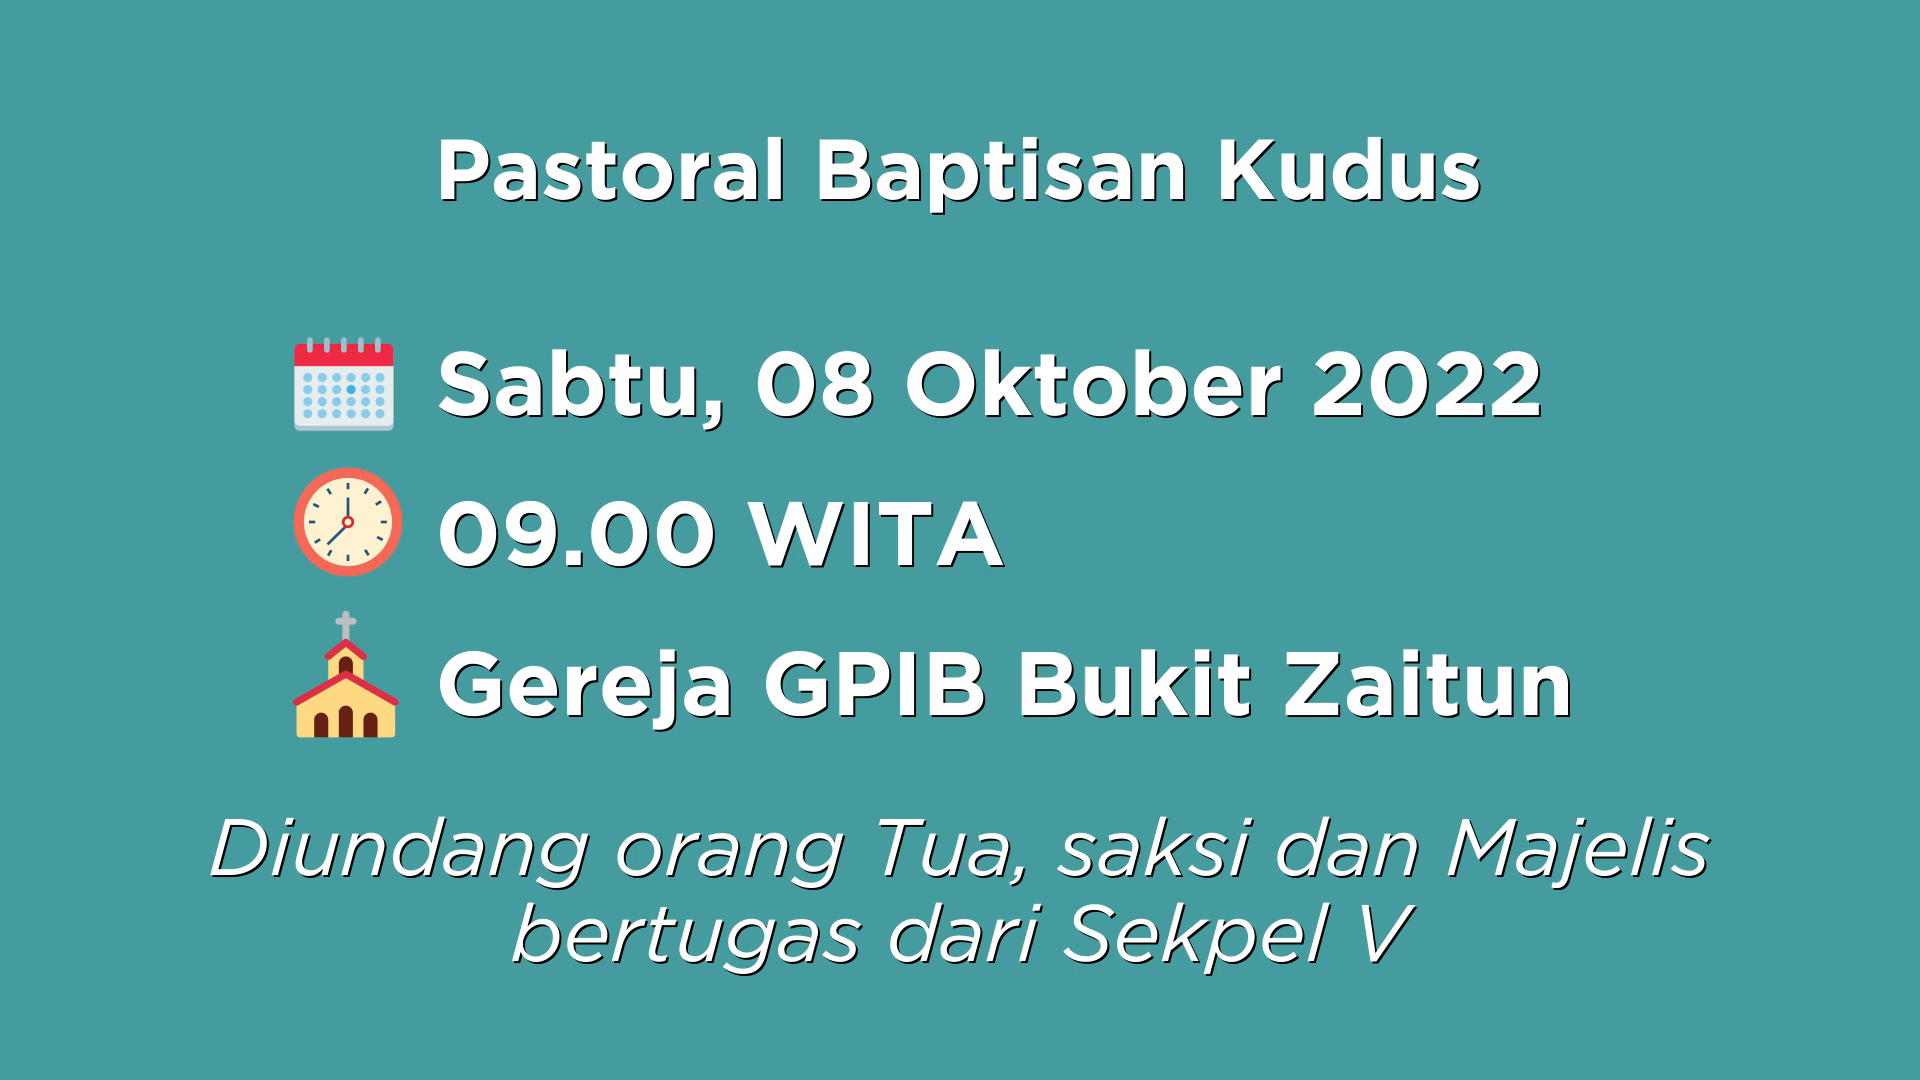 Pastoral Baptisan Kudus
Sabtu, 08 Oktober 2022
09.00 WITA
Gereja GPIB Bukit Zaitun
Diundang orang Tua, saksi dan Majelis
bertugas dari Sekpel V